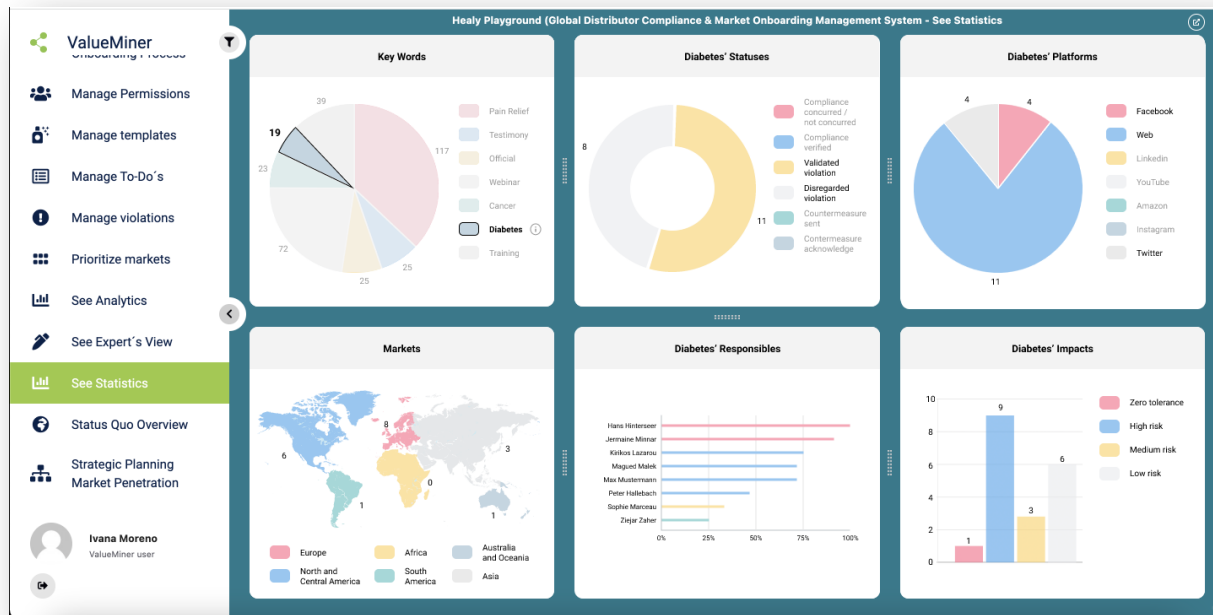 Healy Playground (Global Distributor Compliance & Market Onboarding Management System - See Statistics
ValueMiner
Onboarding Process
Manage Permissions
Manage templates
Manage To-Do´s
Manage violations
Prioritize markets
See Analytics
See Expert´s View
See Statistics
Status Quo Overview
Strategic Planning
Market Penetration
Ivana Moreno
ValueMiner user
Key Words
39
19
23
72
25
25
117
Pain Relief
Testimony
Official
Webinar
Cancer
Diabetes
Training
Diabetes' Statuses
8
11
Compliance
concurred /
not concurred
Compliance
verified
Validated
violation
Disregarded
violation
Countermeasure
sent
Contermeasure
acknowledge
Diabetes' Platforms
4
4
11
Facebook
Web
Linkedin
YouTube
Amazon
Instagram
Twitter
Markets
8
6
3
0
1
1
Europe
Africa
Australia
and Oceania
North and
Central America
South
America
Asia
Diabetes' Responsibles
Hans Hinterseer
Jermaine Minnar
Kirikos Lazarou
Magued Malek
Max Mustermann
Peter Hallebach
Sophie Marceau
Ziejar Zaher
0%
25%
50%
75%
100%
Diabetes' Impacts
10
8
6
4
2
0
1
9
3
6
Zero tolerance
High risk
Medium risk
Low risk